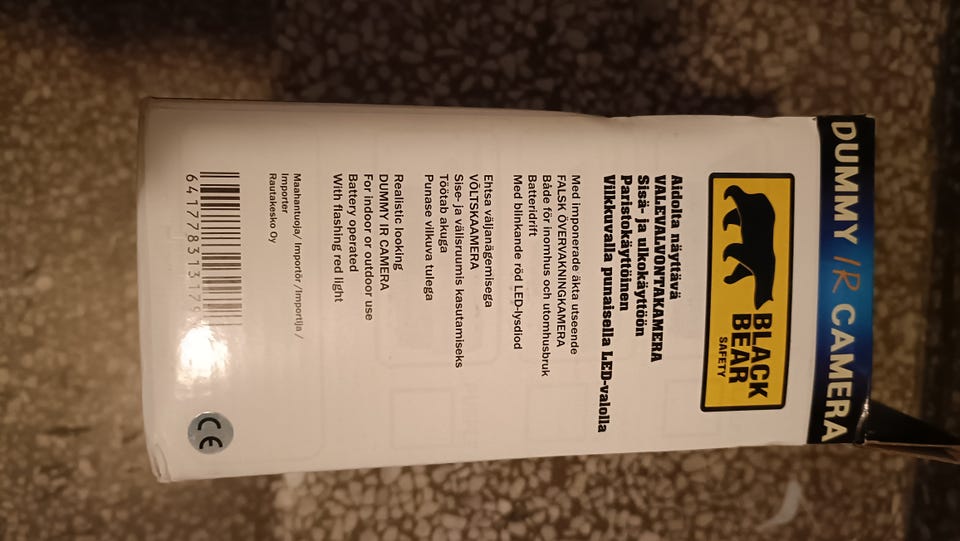 DUMMY IR CAMERA
BLACK
BEAR
SAFETY
Aidolta näyttävä
VALEVALVONTAKAMERA
Sisä- ja ulkokäyttöön
Paristokäyttöinen
Vilkkuvalla punaisella LED-valolla
Med imponerade äkta utseende
FALSK ÖVERVAKNINGKAMERA
Både för inomhus och utomhusbruk
Batteridrift
Med blinkande röd LED-lysdiod
Ehtsa väljanägemisega
VÕLTSKAAMERA
Sise- ja välisruumis kasutamiseks
Töötab akuga
Punase vilkuva tulega
Realistic looking
DUMMY IR CAMERA
For indoor or outdoor use
Battery operated
With flashing red light
Maahantuoja/ Importör /Importija /
Importer
Rautakesko Oy
6417783131
CE